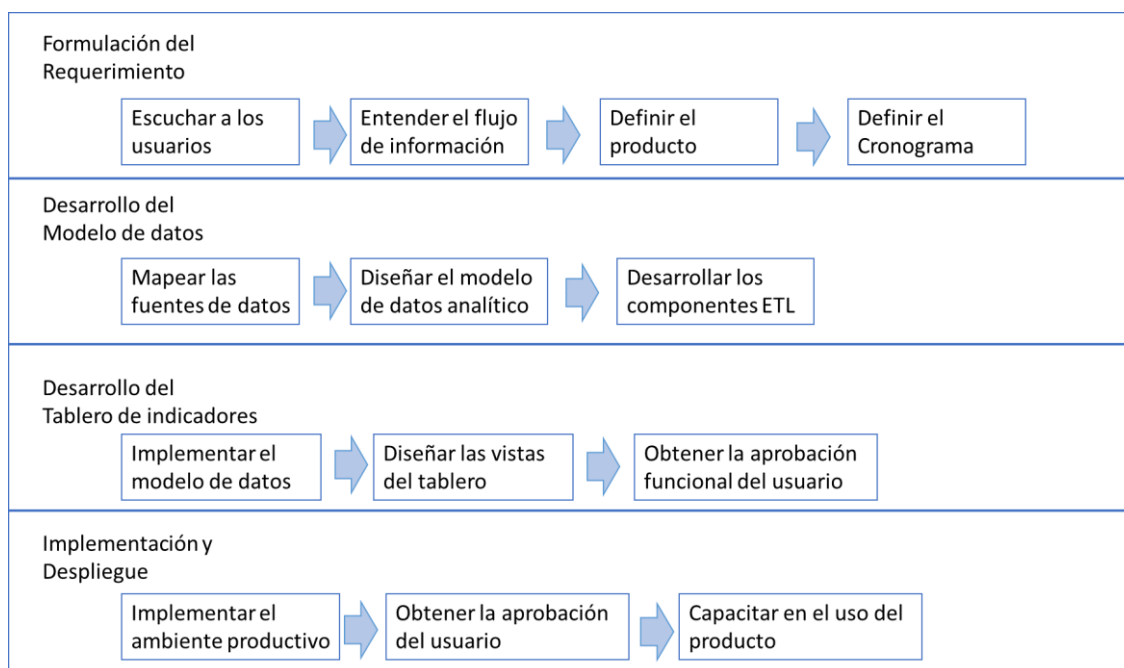 Formulación del
Requerimiento
Escuchar a los
usuarios
Entender el flujo
de información
Definir el
producto
Definir el
Cronograma
Desarrollo del
Modelo de datos
Mapear las
fuentes de datos
Diseñar el modelo
de datos analítico
Desarrollar los
componentes ETL
Desarrollo del
Tablero de indicadores
Implementar el
modelo de datos
Diseñar las vistas
del tablero
Obtener la aprobación
funcional del usuario
Implementación y
Despliegue
Implementar el
ambiente productivo
Obtener la aprobación
del usuario
Capacitar en el uso del
producto